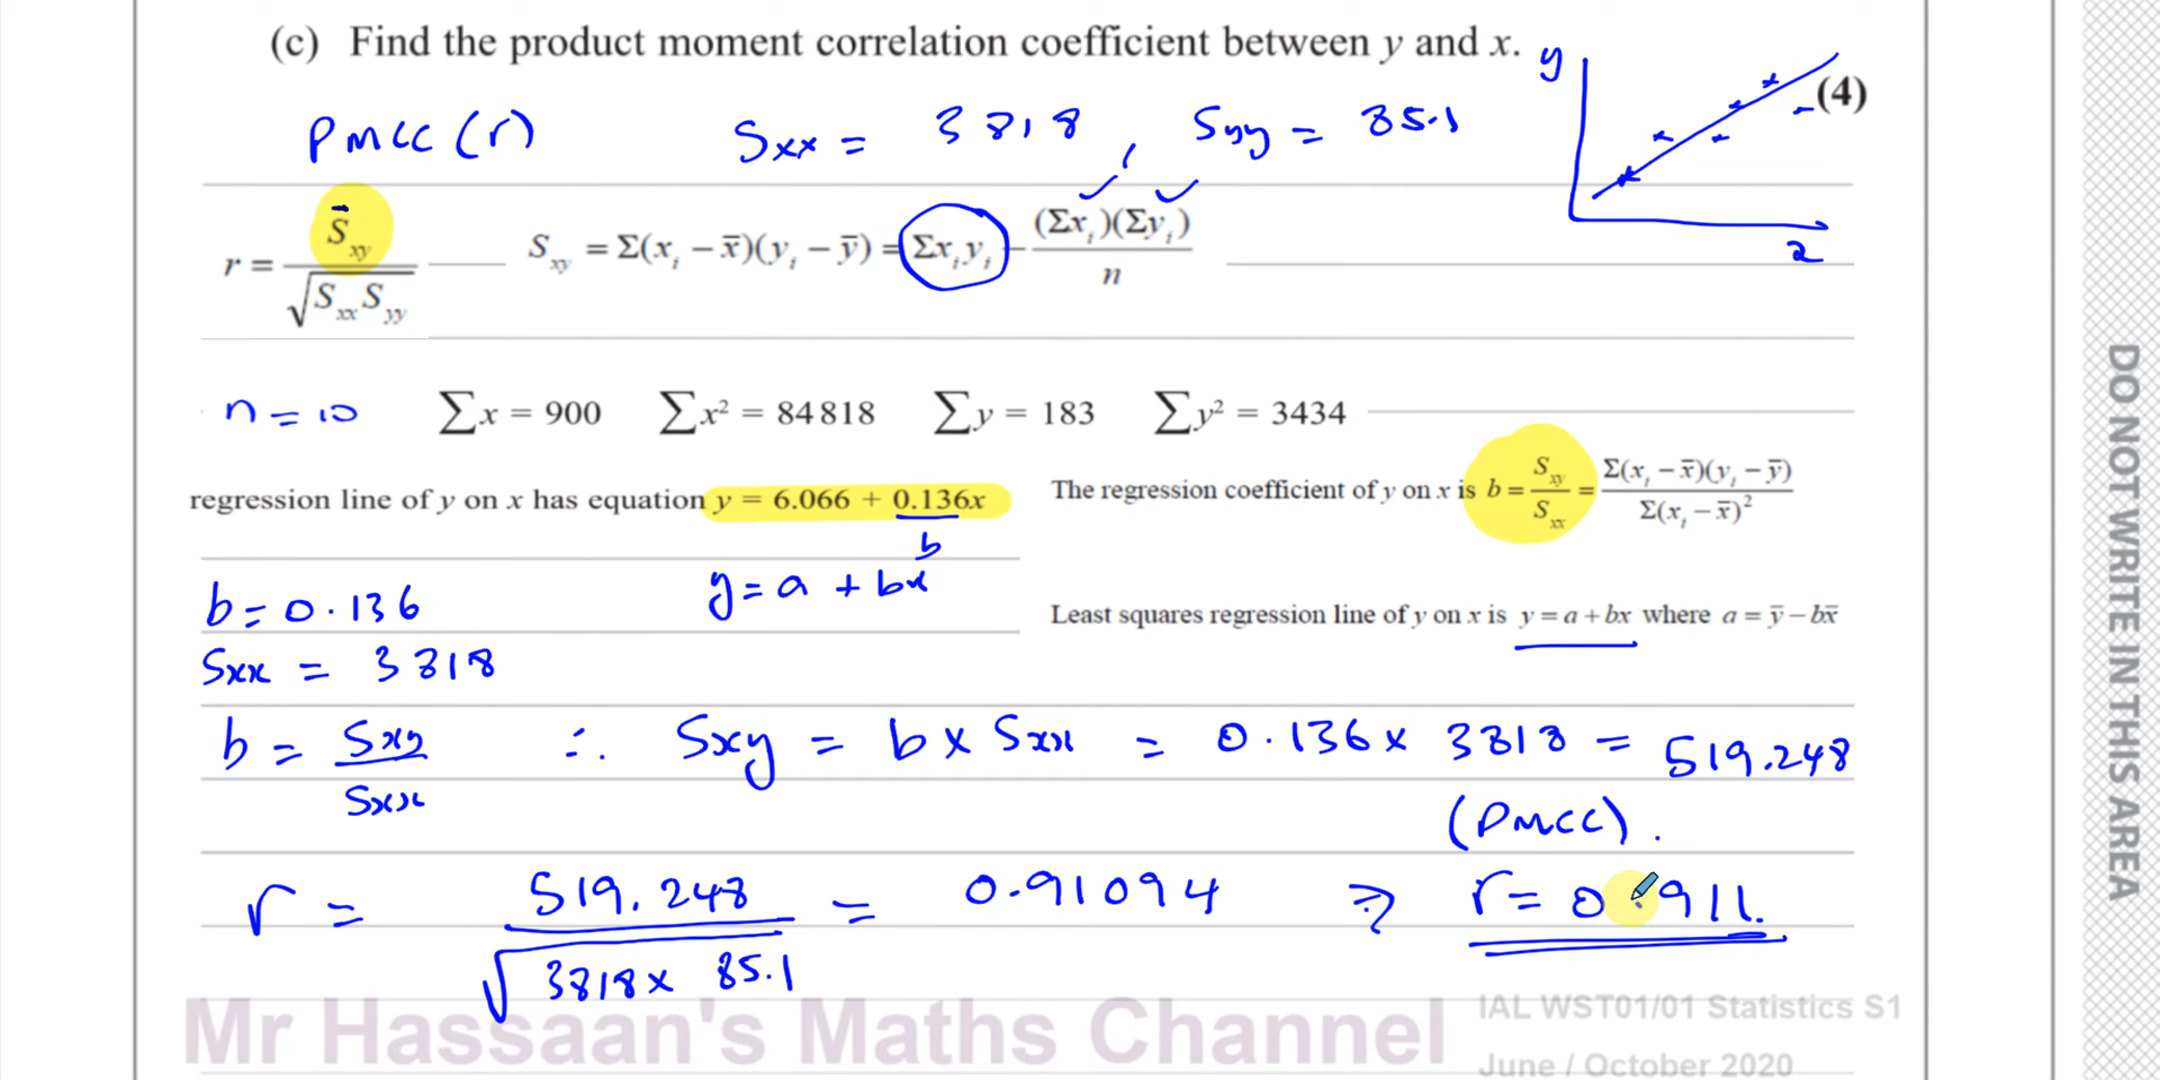 (c) Find the product moment correlation coefficient between y and x.
y
(4)
PMCC (r) Sxx = 3818, Syy = 85.1
r = Sxy / √(Sxx Syy) Sxy = Σ(xi − x̄)(yi − ȳ) = Σxiyi − (Σxi)(Σyi) / n
x
n = 10 ∑x = 900 ∑x² = 84 818 ∑y = 183 ∑y² = 3434
regression line of y on x has equation y = 6.066 + 0.136x
The regression coefficient of y on x is b = Sxy / Sxx = Σ(xi − x̄)(yi − ȳ) / Σ(xi − x̄)²
b
y = a + bx
b = 0.136
Least squares regression line of y on x is y = a + bx where a = ȳ − bx̄
Sxx = 3818
b = Sxy / Sxx ∴ Sxy = b × Sxx = 0.136 × 3818 = 519.248
(PMCC).
r = 519.248 / √(3818 × 85.1) = 0.91094 ⇒ r = 0.911.
Mr Hassaan's Maths Channel
IAL WST01/01 Statistics S1
June / October 2020
DO NOT WRITE IN THIS AREA